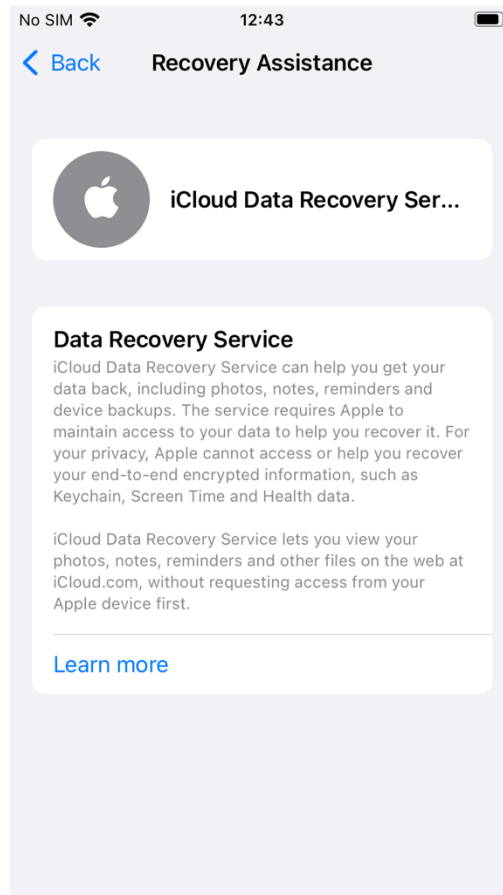 No SIM 12:43
Back Recovery Assistance
iCloud Data Recovery Ser...
Data Recovery Service
iCloud Data Recovery Service can help you get your
data back, including photos, notes, reminders and
device backups. The service requires Apple to
maintain access to your data to help you recover it. For
your privacy, Apple cannot access or help you recover
your end-to-end encrypted information, such as
Keychain, Screen Time and Health data.
iCloud Data Recovery Service lets you view your
photos, notes, reminders and other files on the web at
iCloud.com, without requesting access from your
Apple device first.
Learn more